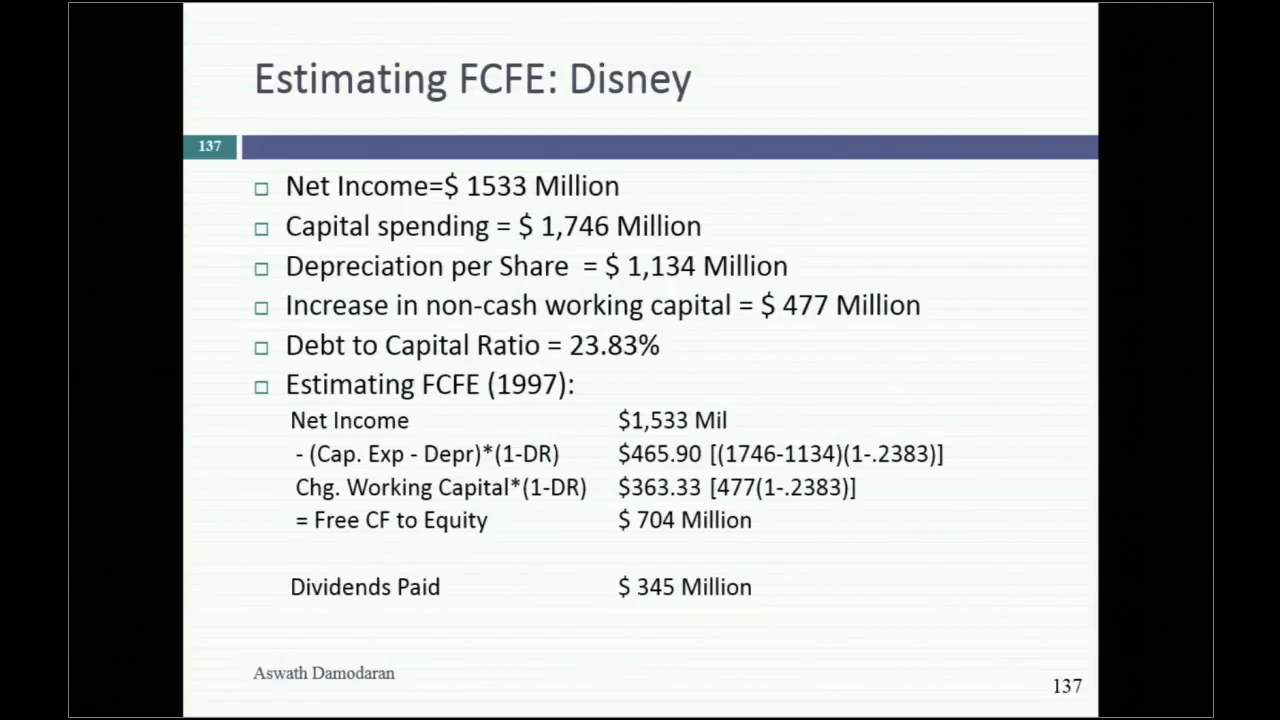 Estimating FCFE: Disney
137
Net Income=$ 1533 Million
Capital spending = $ 1,746 Million
Depreciation per Share = $ 1,134 Million
Increase in non-cash working capital = $ 477 Million
Debt to Capital Ratio = 23.83%
Estimating FCFE (1997):
Net Income $1,533 Mil
- (Cap. Exp - Depr)*(1-DR) $465.90 [(1746-1134)(1-.2383)]
Chg. Working Capital*(1-DR) $363.33 [477(1-.2383)]
= Free CF to Equity $ 704 Million
Dividends Paid $ 345 Million
Aswath Damodaran
137